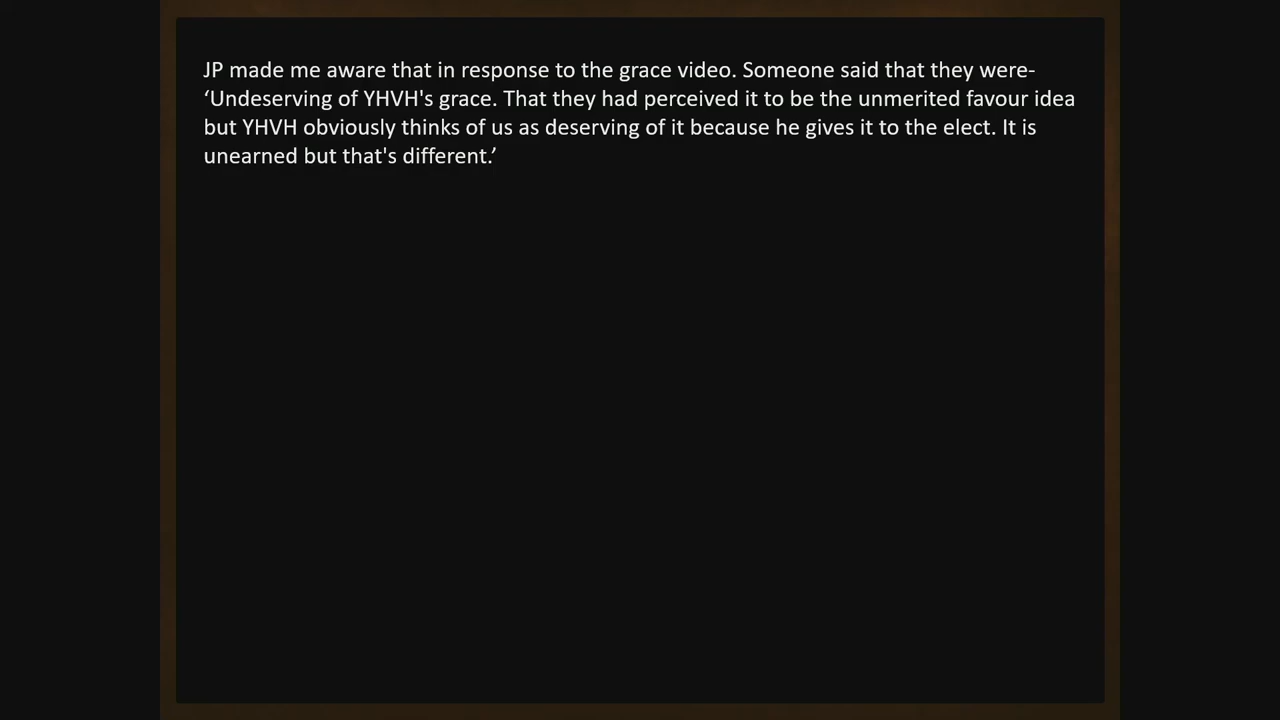 JP made me aware that in response to the grace video. Someone said that they were-
‘Undeserving of YHVH's grace. That they had perceived it to be the unmerited favour idea
but YHVH obviously thinks of us as deserving of it because he gives it to the elect. It is
unearned but that's different.’